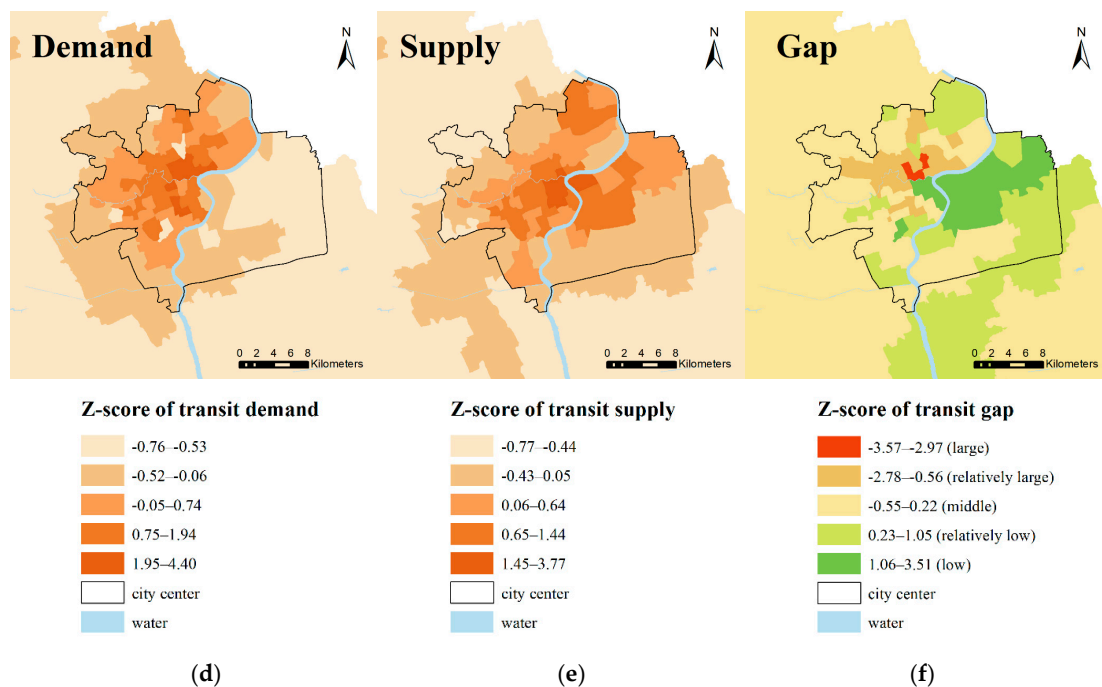 Demand
N
0 2 4 6 8
Kilometers
Supply
N
0 2 4 6 8
Kilometers
Gap
N
0 2 4 6 8
Kilometers
Z-score of transit demand
-0.76–-0.53
-0.52–-0.06
-0.05–0.74
0.75–1.94
1.95–4.40
city center
water
(d)
Z-score of transit supply
-0.77–-0.44
-0.43–0.05
0.06–0.64
0.65–1.44
1.45–3.77
city center
water
(e)
Z-score of transit gap
-3.57–-2.97 (large)
-2.78–-0.56 (relatively large)
-0.55–0.22 (middle)
0.23–1.05 (relatively low)
1.06–3.51 (low)
city center
water
(f)